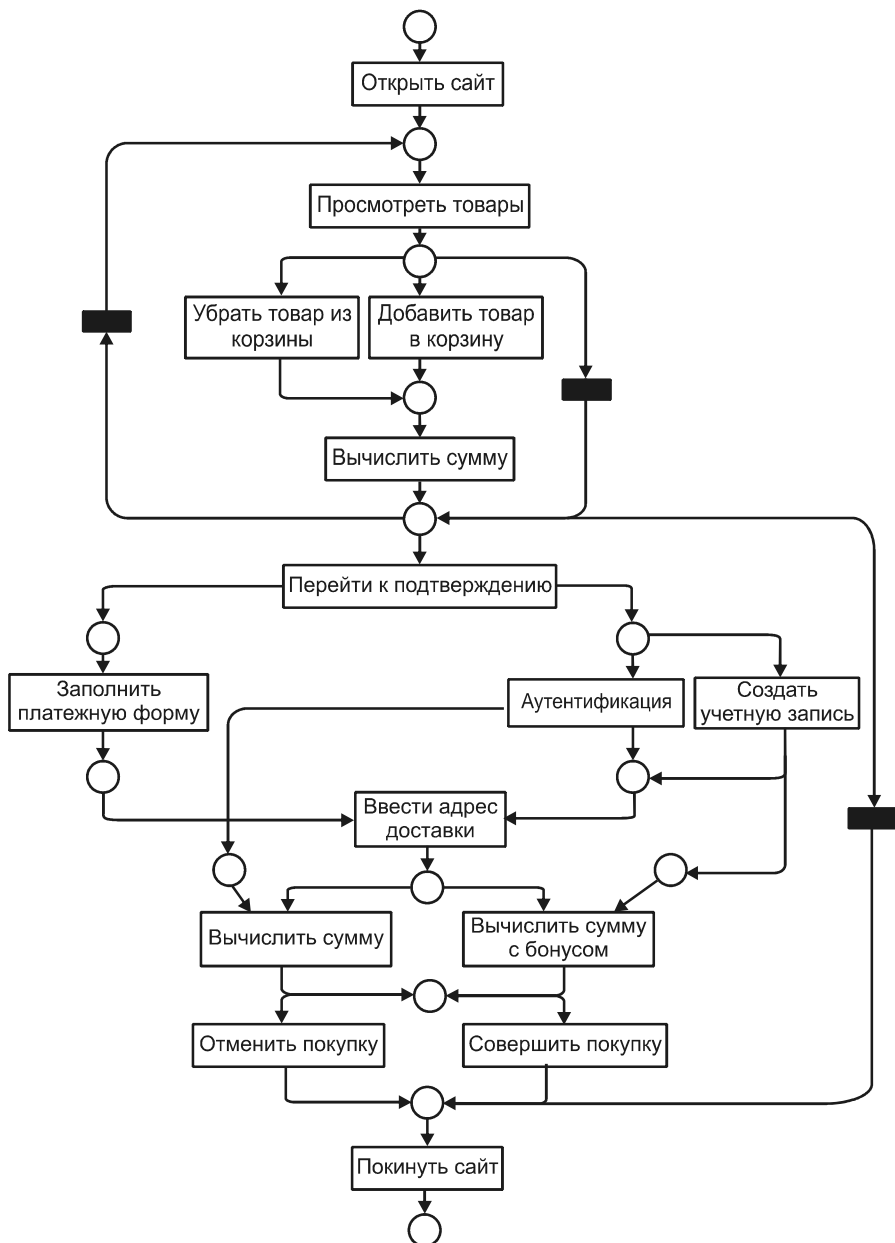 Открыть сайт
Просмотреть товары
Убрать товар из
корзины
Добавить товар
в корзину
Вычислить сумму
Перейти к подтверждению
Заполнить
платежную форму
Аутентификация
Создать
учетную запись
Ввести адрес
доставки
Вычислить сумму
Вычислить сумму
с бонусом
Отменить покупку
Совершить покупку
Покинуть сайт